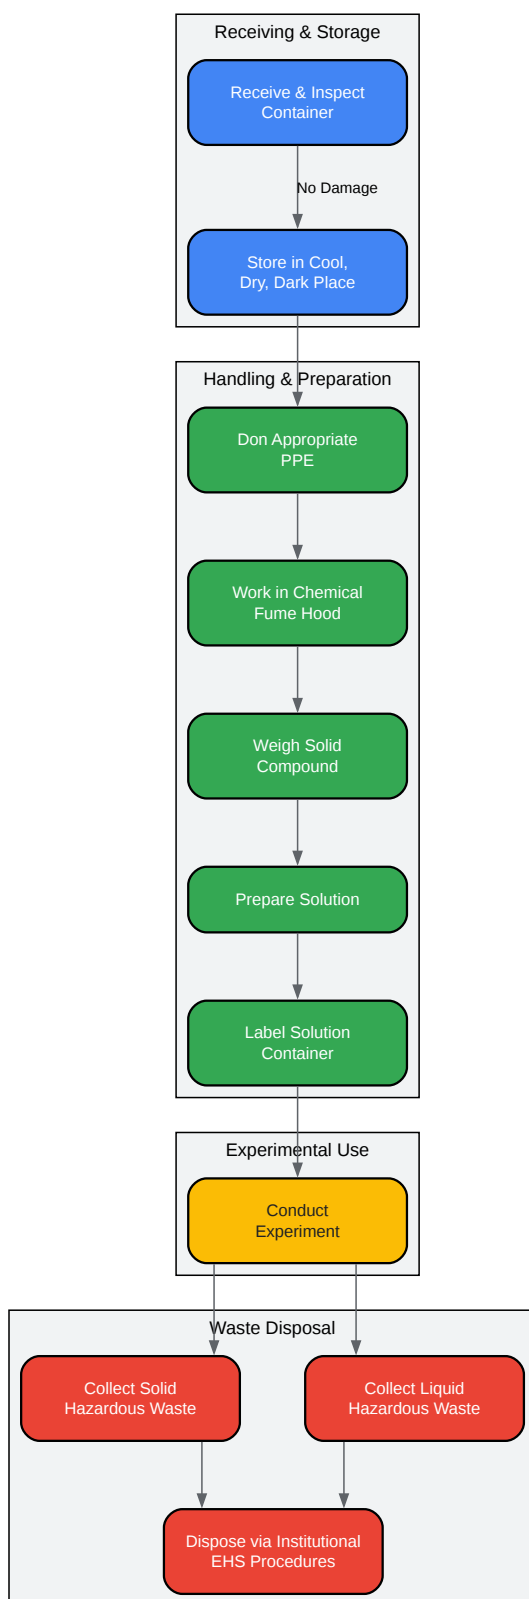 Receiving & Storage
Receive & Inspect
Container
No Damage
Store in Cool,
Dry, Dark Place
Handling & Preparation
Don Appropriate
PPE
Work in Chemical
Fume Hood
Weigh Solid
Compound
Prepare Solution
Label Solution
Container
Experimental Use
Conduct
Experiment
Waste Disposal
Collect Solid
Hazardous Waste
Collect Liquid
Hazardous Waste
Dispose via Institutional
EHS Procedures